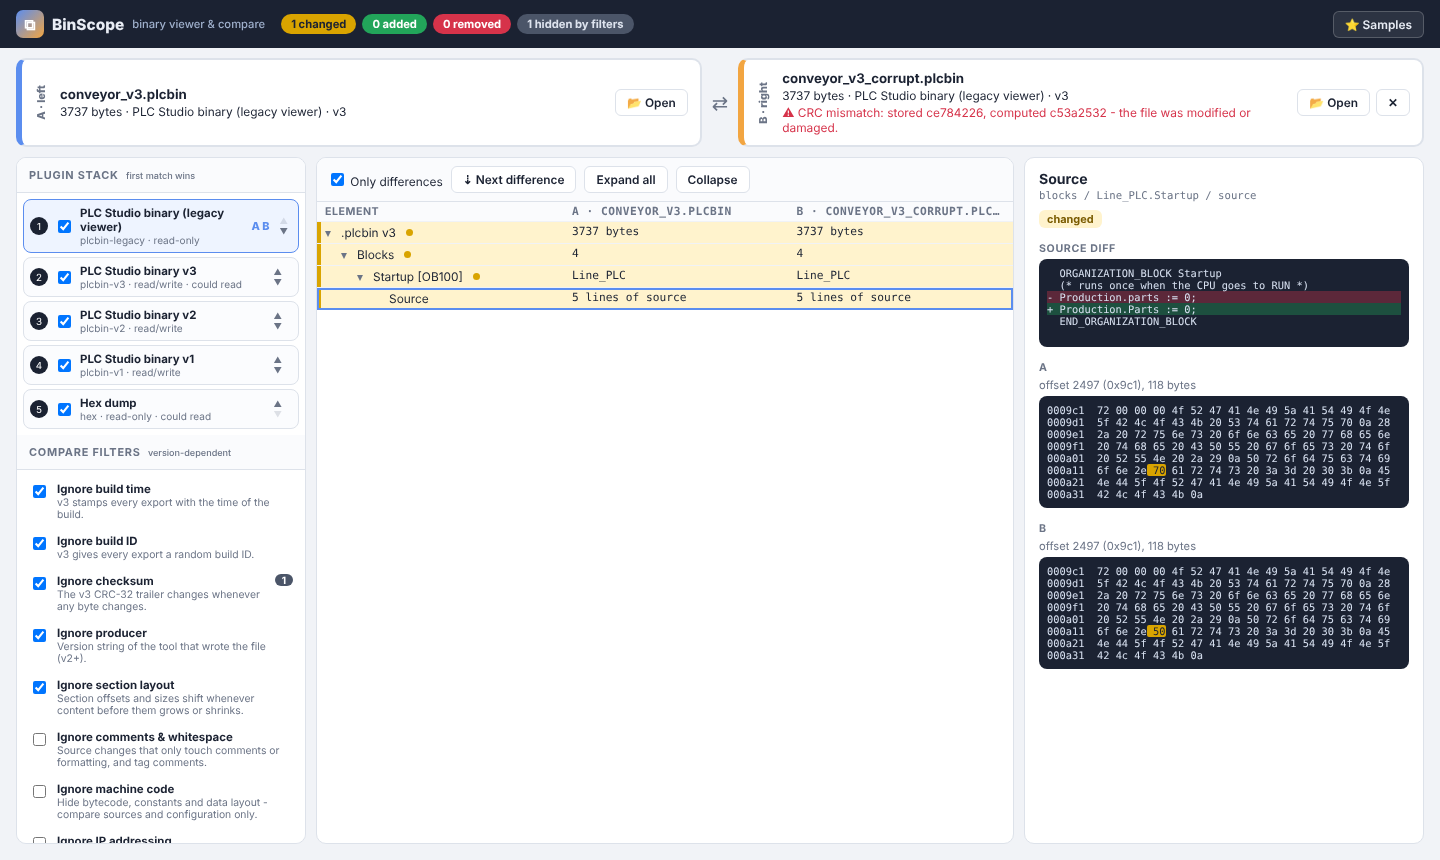 BinScope binary viewer & compare 1 changed 0 added 0 removed 1 hidden by filters ⭐ Samples
A · left
conveyor_v3.plcbin
3737 bytes · PLC Studio binary (legacy viewer) · v3
📂 Open
⇄
B · right
conveyor_v3_corrupt.plcbin
3737 bytes · PLC Studio binary (legacy viewer) · v3
⚠ CRC mismatch: stored ce784226, computed c53a2532 - the file was modified or
damaged.
📂 Open ✕
PLUGIN STACK first match wins
1 PLC Studio binary (legacy
viewer) A B
plcbin-legacy · read-only
2 PLC Studio binary v3
plcbin-v3 · read/write · could read
3 PLC Studio binary v2
plcbin-v2 · read/write
4 PLC Studio binary v1
plcbin-v1 · read/write
5 Hex dump
hex · read-only · could read
COMPARE FILTERS version-dependent
Ignore build time
v3 stamps every export with the time of the
build.
Ignore build ID
v3 gives every export a random build ID.
Ignore checksum 1
The v3 CRC-32 trailer changes whenever
any byte changes.
Ignore producer
Version string of the tool that wrote the file
(v2+).
Ignore section layout
Section offsets and sizes shift whenever
content before them grows or shrinks.
Ignore comments & whitespace
Source changes that only touch comments or
formatting, and tag comments.
Ignore machine code
Hide bytecode, constants and data layout -
compare sources and configuration only.
Ignore IP addressing
Only differences ⇣ Next difference Expand all Collapse
ELEMENT A · CONVEYOR_V3.PLCBIN B · CONVEYOR_V3_CORRUPT.PLC…
▾ .plcbin v3 3737 bytes 3737 bytes
▾ Blocks 4 4
▾ Startup [OB100] Line_PLC Line_PLC
Source 5 lines of source 5 lines of source
Source
blocks / Line_PLC.Startup / source
changed
SOURCE DIFF
ORGANIZATION_BLOCK Startup
(* runs once when the CPU goes to RUN *)
- Production.parts := 0;
+ Production.Parts := 0;
END_ORGANIZATION_BLOCK
A
offset 2497 (0x9c1), 118 bytes
0009c1 72 00 00 00 4f 52 47 41 4e 49 5a 41 54 49 4f 4e
0009d1 5f 42 4c 4f 43 4b 20 53 74 61 72 74 75 70 0a 28
0009e1 2a 20 72 75 6e 73 20 6f 6e 63 65 20 77 68 65 6e
0009f1 20 74 68 65 20 43 50 55 20 67 6f 65 73 20 74 6f
000a01 20 52 55 4e 20 2a 29 0a 50 72 6f 64 75 63 74 69
000a11 6f 6e 2e 70 61 72 74 73 20 3a 3d 20 30 3b 0a 45
000a21 4e 44 5f 4f 52 47 41 4e 49 5a 41 54 49 4f 4e 5f
000a31 42 4c 4f 43 4b 0a
B
offset 2497 (0x9c1), 118 bytes
0009c1 72 00 00 00 4f 52 47 41 4e 49 5a 41 54 49 4f 4e
0009d1 5f 42 4c 4f 43 4b 20 53 74 61 72 74 75 70 0a 28
0009e1 2a 20 72 75 6e 73 20 6f 6e 63 65 20 77 68 65 6e
0009f1 20 74 68 65 20 43 50 55 20 67 6f 65 73 20 74 6f
000a01 20 52 55 4e 20 2a 29 0a 50 72 6f 64 75 63 74 69
000a11 6f 6e 2e 50 61 72 74 73 20 3a 3d 20 30 3b 0a 45
000a21 4e 44 5f 4f 52 47 41 4e 49 5a 41 54 49 4f 4e 5f
000a31 42 4c 4f 43 4b 0a